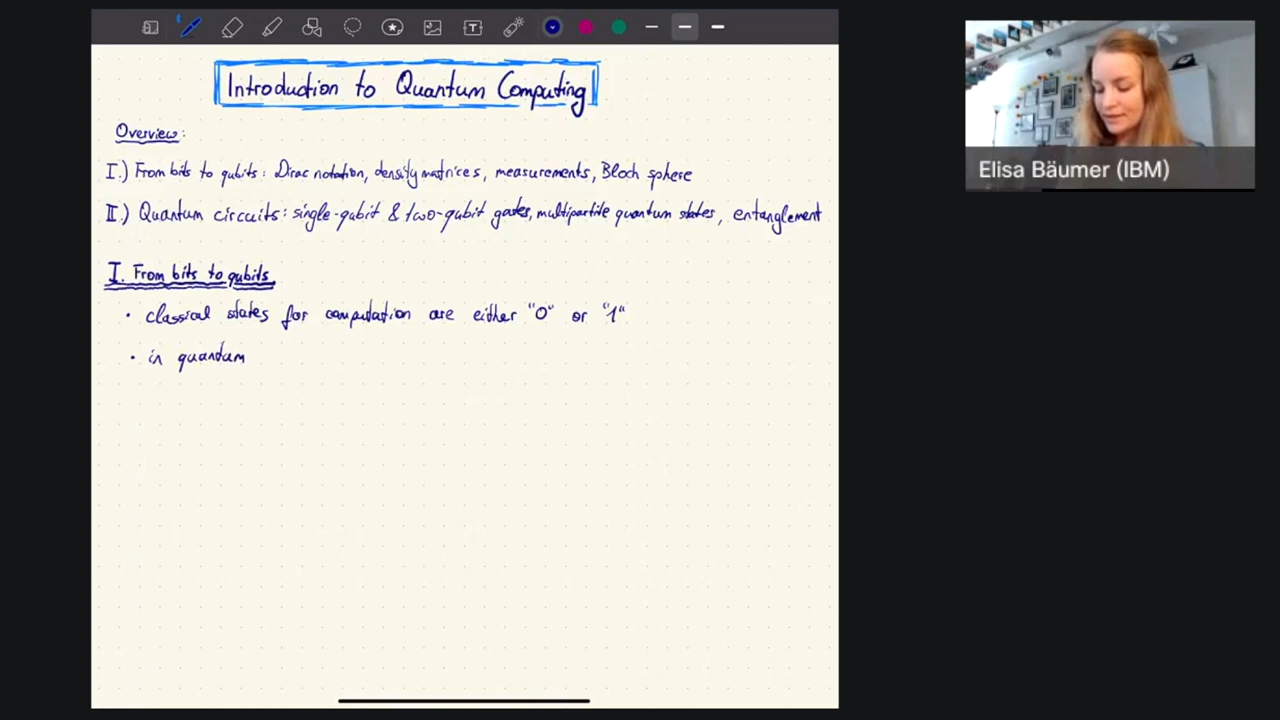 Introduction to Quantum Computing
Overview:
I.) From bits to qubits: Dirac notation, density matrices, measurements, Bloch sphere
II.) Quantum circuits: single-qubit & two-qubit gates, multipartite quantum states, entanglement
I. From bits to qubits
• classical states for computation are either "0" or "1"
• in quantum
T
Elisa Bäumer (IBM)